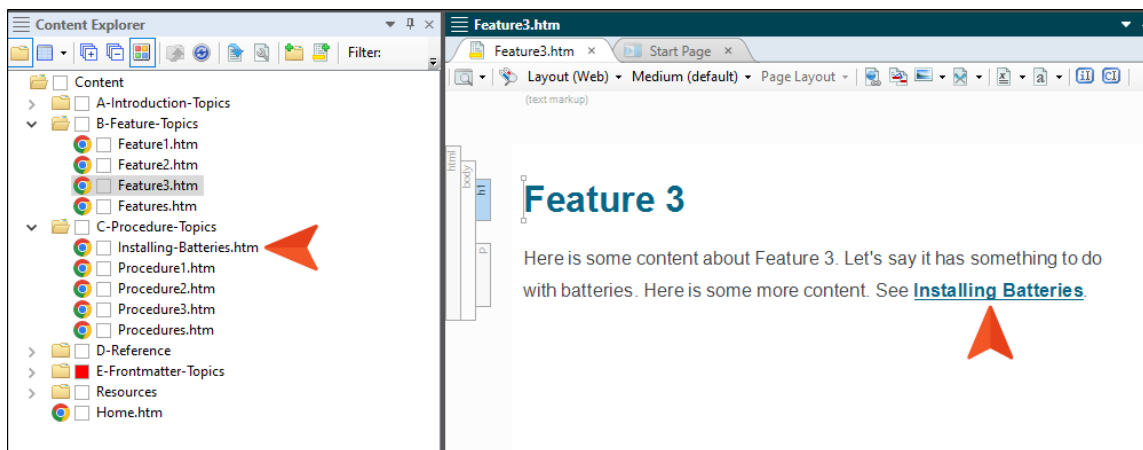 Content Explorer
Filter:
Content
A-Introduction-Topics
B-Feature-Topics
Feature1.htm
Feature2.htm
Feature3.htm
Features.htm
C-Procedure-Topics
Installing-Batteries.htm
Procedure1.htm
Procedure2.htm
Procedure3.htm
Procedures.htm
D-Reference
E-Frontmatter-Topics
Resources
Home.htm
Feature3.htm
Feature3.htm × Start Page ×
Layout (Web) Medium (default) Page Layout
(text markup)
html
body
h1
p
Feature 3
Here is some content about Feature 3. Let's say it has something to do
with batteries. Here is some more content. See Installing Batteries.